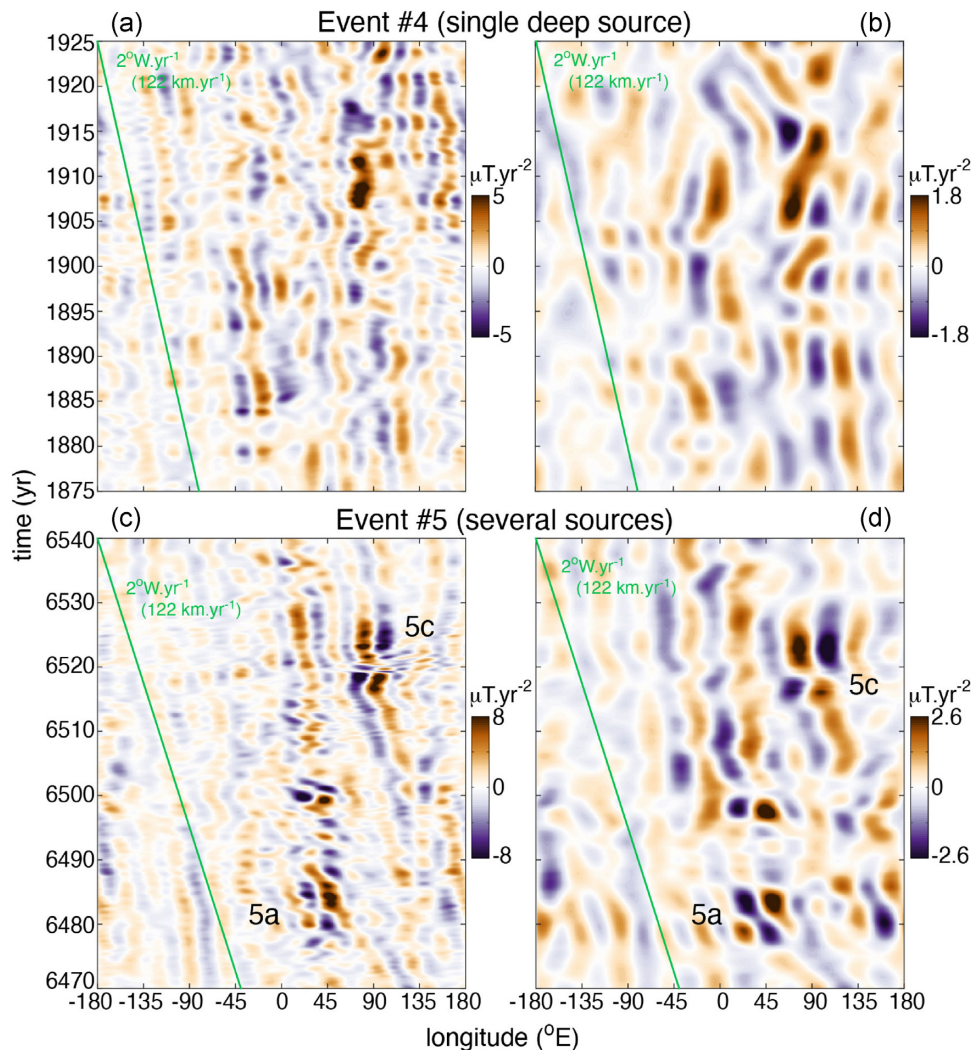 (a) Event #4 (single deep source) (b)
1925
1920
1915
1910
1905
1900
1895
1890
1885
1880
1875
2°W.yr-1
(122 km.yr-1)
μT.yr-2
5
0
-5
2°W.yr-1
(122 km.yr-1)
μT.yr-2
1.8
0
-1.8
time (yr)
(c) Event #5 (several sources) (d)
6540
6530
6520
6510
6500
6490
6480
6470
2°W.yr-1
(122 km.yr-1)
5c
5a
μT.yr-2
8
0
-8
2°W.yr-1
(122 km.yr-1)
5c
5a
μT.yr-2
2.6
0
-2.6
-180 -135 -90 -45 0 45 90 135 180
-180 -135 -90 -45 0 45 90 135 180
longitude (°E)